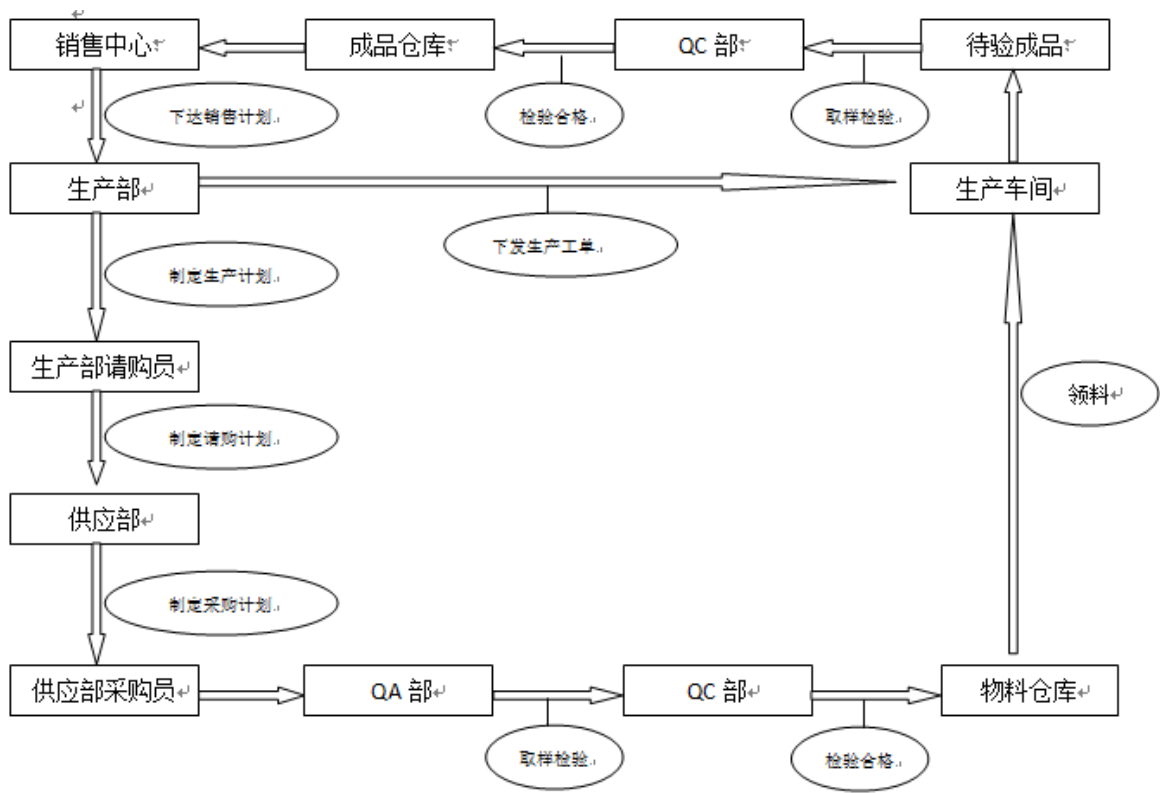 销售中心
成品仓库
QC 部
待验成品
下达销售计划
检验合格
取样检验
生产部
生产车间
下发生产工单
制定生产计划
生产部请购员
领料
制定请购计划
供应部
制定采购计划
供应部采购员
QA 部
QC 部
物料仓库
取样检验
检验合格